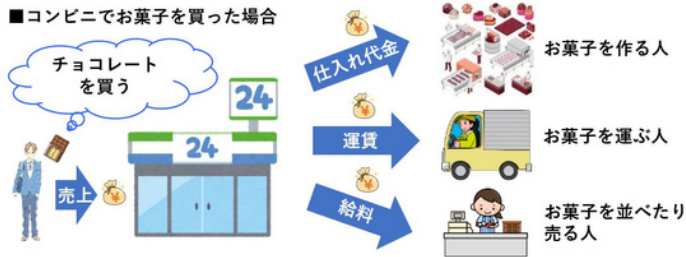 ■コンビニでお菓子を買った場合
チョコレート
を買う
24
24
売上
¥
仕入れ代金
¥
お菓子を作る人
運賃
¥
お菓子を運ぶ人
給料
¥
お菓子を並べたり
売る人